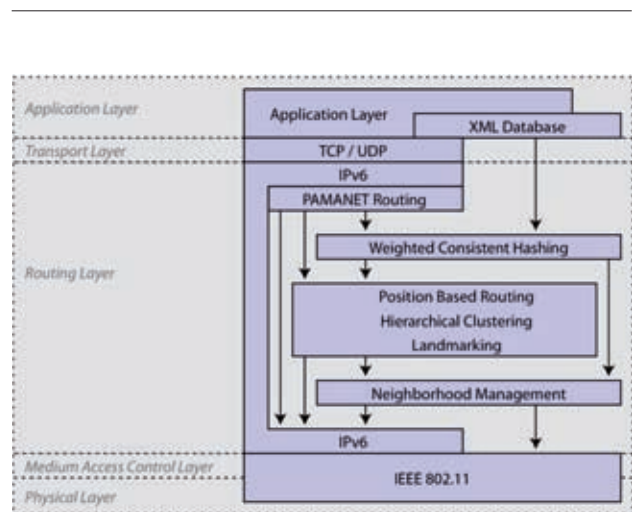 Application Layer
Application Layer
XML Database
Transport Layer
TCP / UDP
IPv6
PAMANET Routing
Weighted Consistent Hashing
Routing Layer
Position Based Routing
Hierarchical Clustering
Landmarking
Neighborhood Management
IPv6
Medium Access Control Layer
IEEE 802.11
Physical Layer